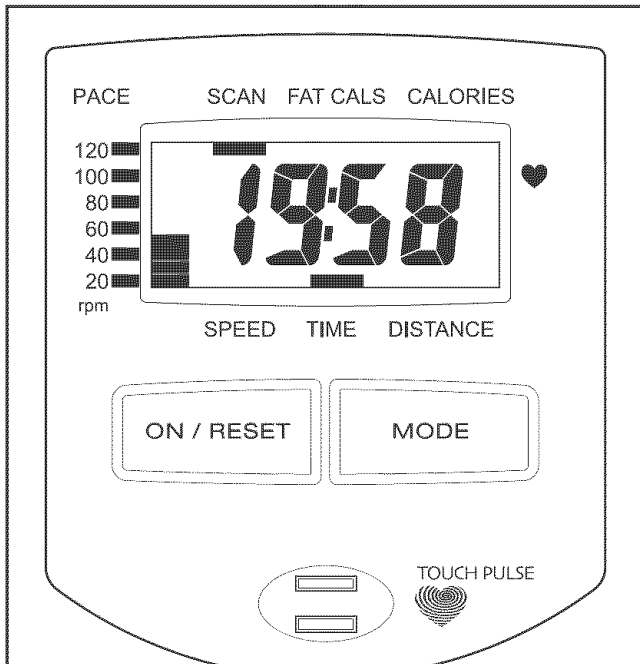 PACE SCAN FAT CALS CALORIES
120
100
80
60
40
20
rpm
19:58
SPEED TIME DISTANCE
ON / RESET MODE
TOUCH PULSE